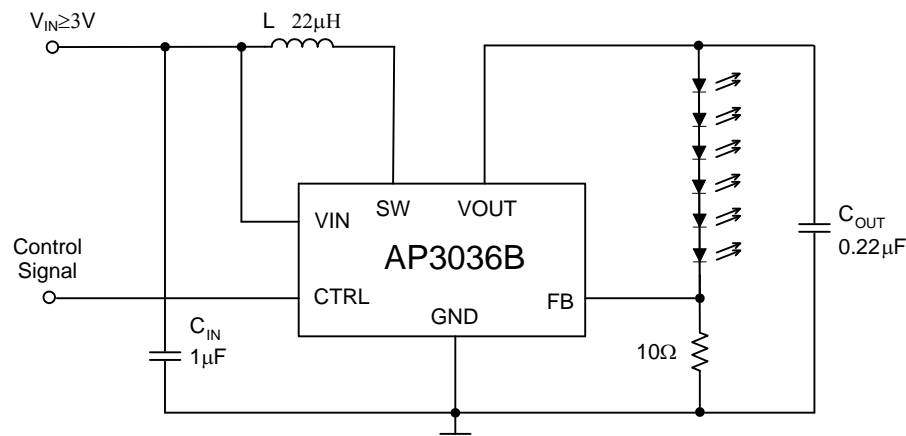 V_IN≥3V
L 22μH
VIN
SW
VOUT
AP3036B
CTRL
GND
FB
Control
Signal
C_IN
1μF
10Ω
C_OUT
0.22μF